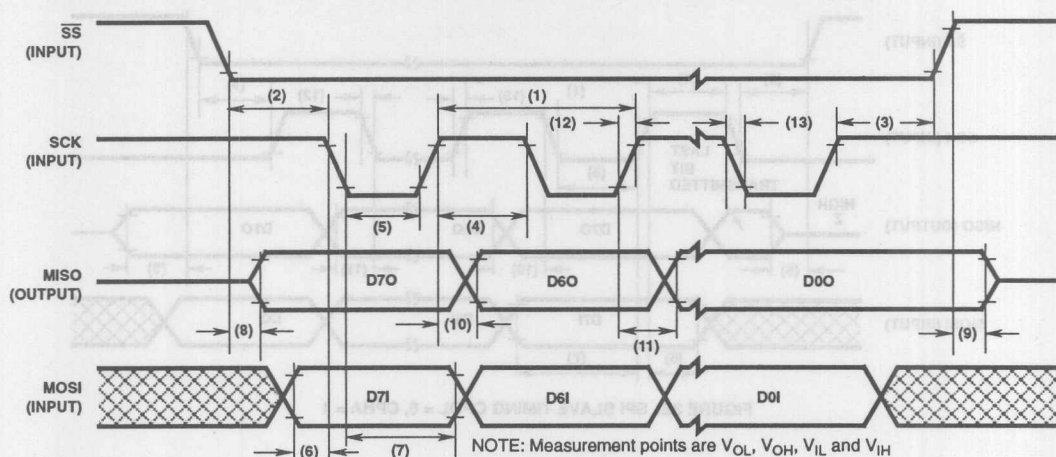 SS
(INPUT)
(2)
(1)
(12)
(13)
(3)
SCK
(INPUT)
(5)
(4)
MISO
(OUTPUT)
D7O
D6O
D0O
(8)
(10)
(11)
(9)
MOSI
(INPUT)
D7I
D6I
D0I
(6)
(7)
NOTE: Measurement points are VOL, VOH, VIL and VIH